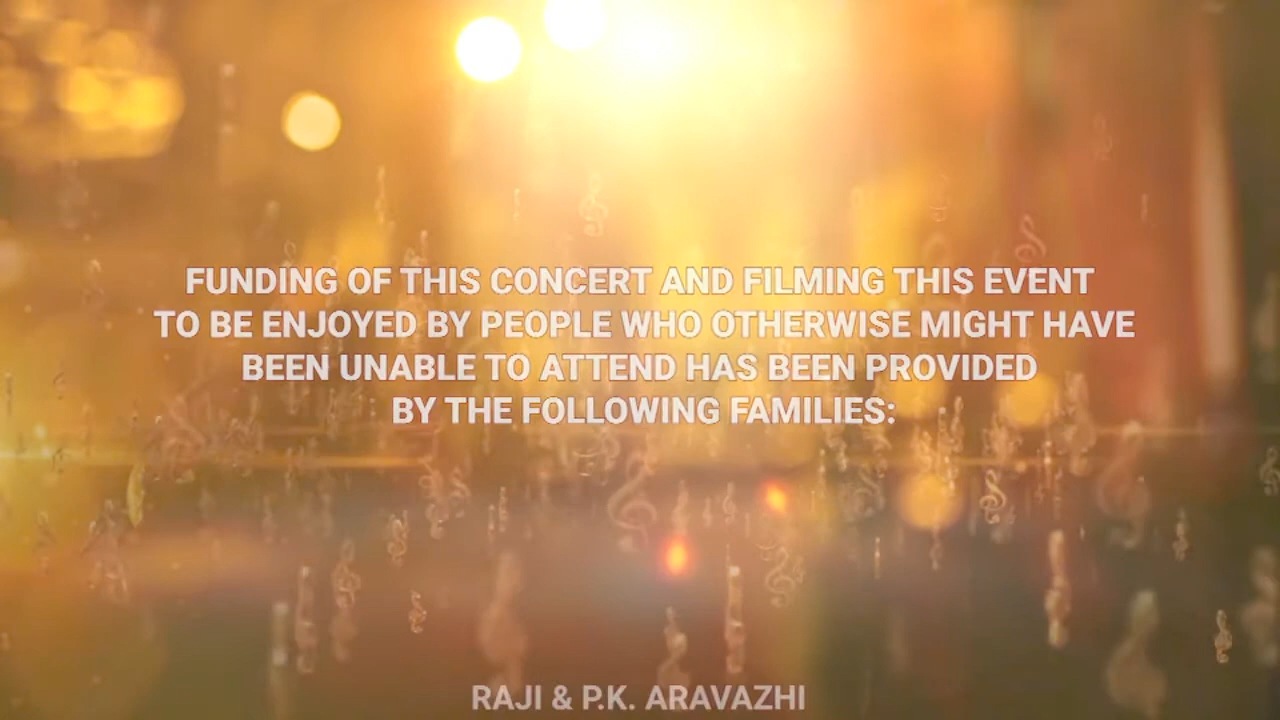 FUNDING OF THIS CONCERT AND FILMING THIS EVENT
TO BE ENJOYED BY PEOPLE WHO OTHERWISE MIGHT HAVE
BEEN UNABLE TO ATTEND HAS BEEN PROVIDED
BY THE FOLLOWING FAMILIES:
RAJI & P.K. ARAVAZHI